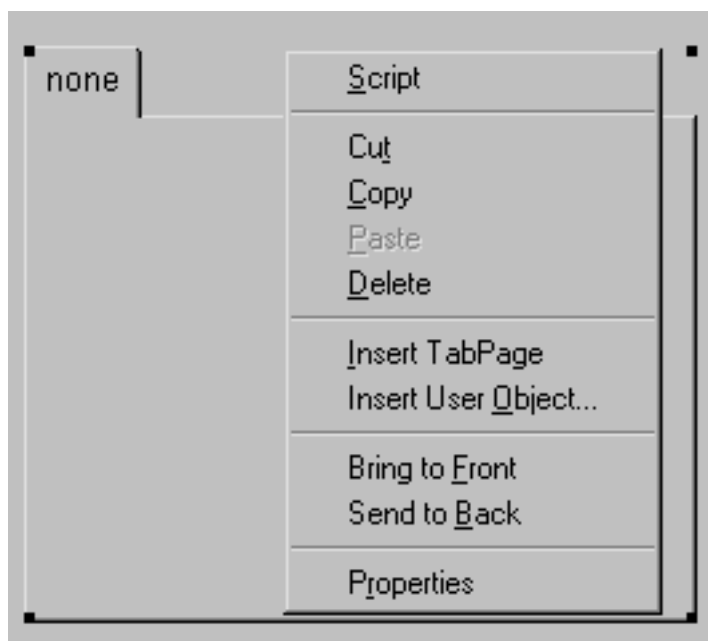 none
Script
Cut
Copy
Paste
Delete
Insert TabPage
Insert User Object...
Bring to Front
Send to Back
Properties